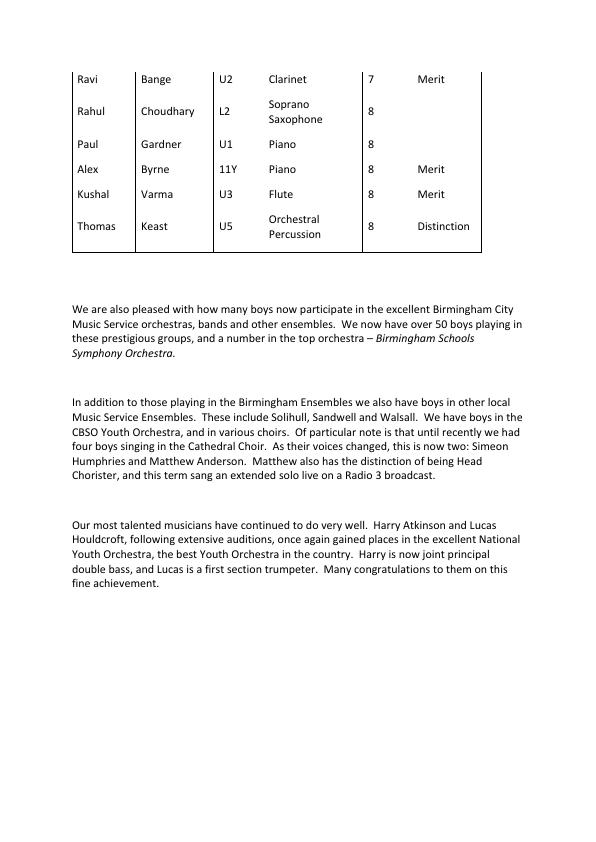 Ravi Bange U2 Clarinet 7 Merit
Rahul Choudhary L2 Soprano Saxophone 8
Paul Gardner U1 Piano 8
Alex Byrne 11Y Piano 8 Merit
Kushal Varma U3 Flute 8 Merit
Thomas Keast U5 Orchestral Percussion 8 Distinction
We are also pleased with how many boys now participate in the excellent Birmingham City
Music Service orchestras, bands and other ensembles. We now have over 50 boys playing in
these prestigious groups, and a number in the top orchestra – Birmingham Schools
Symphony Orchestra.
In addition to those playing in the Birmingham Ensembles we also have boys in other local
Music Service Ensembles. These include Solihull, Sandwell and Walsall. We have boys in the
CBSO Youth Orchestra, and in various choirs. Of particular note is that until recently we had
four boys singing in the Cathedral Choir. As their voices changed, this is now two: Simeon
Humphries and Matthew Anderson. Matthew also has the distinction of being Head
Chorister, and this term sang an extended solo live on a Radio 3 broadcast.
Our most talented musicians have continued to do very well. Harry Atkinson and Lucas
Houldcroft, following extensive auditions, once again gained places in the excellent National
Youth Orchestra, the best Youth Orchestra in the country. Harry is now joint principal
double bass, and Lucas is a first section trumpeter. Many congratulations to them on this
fine achievement.